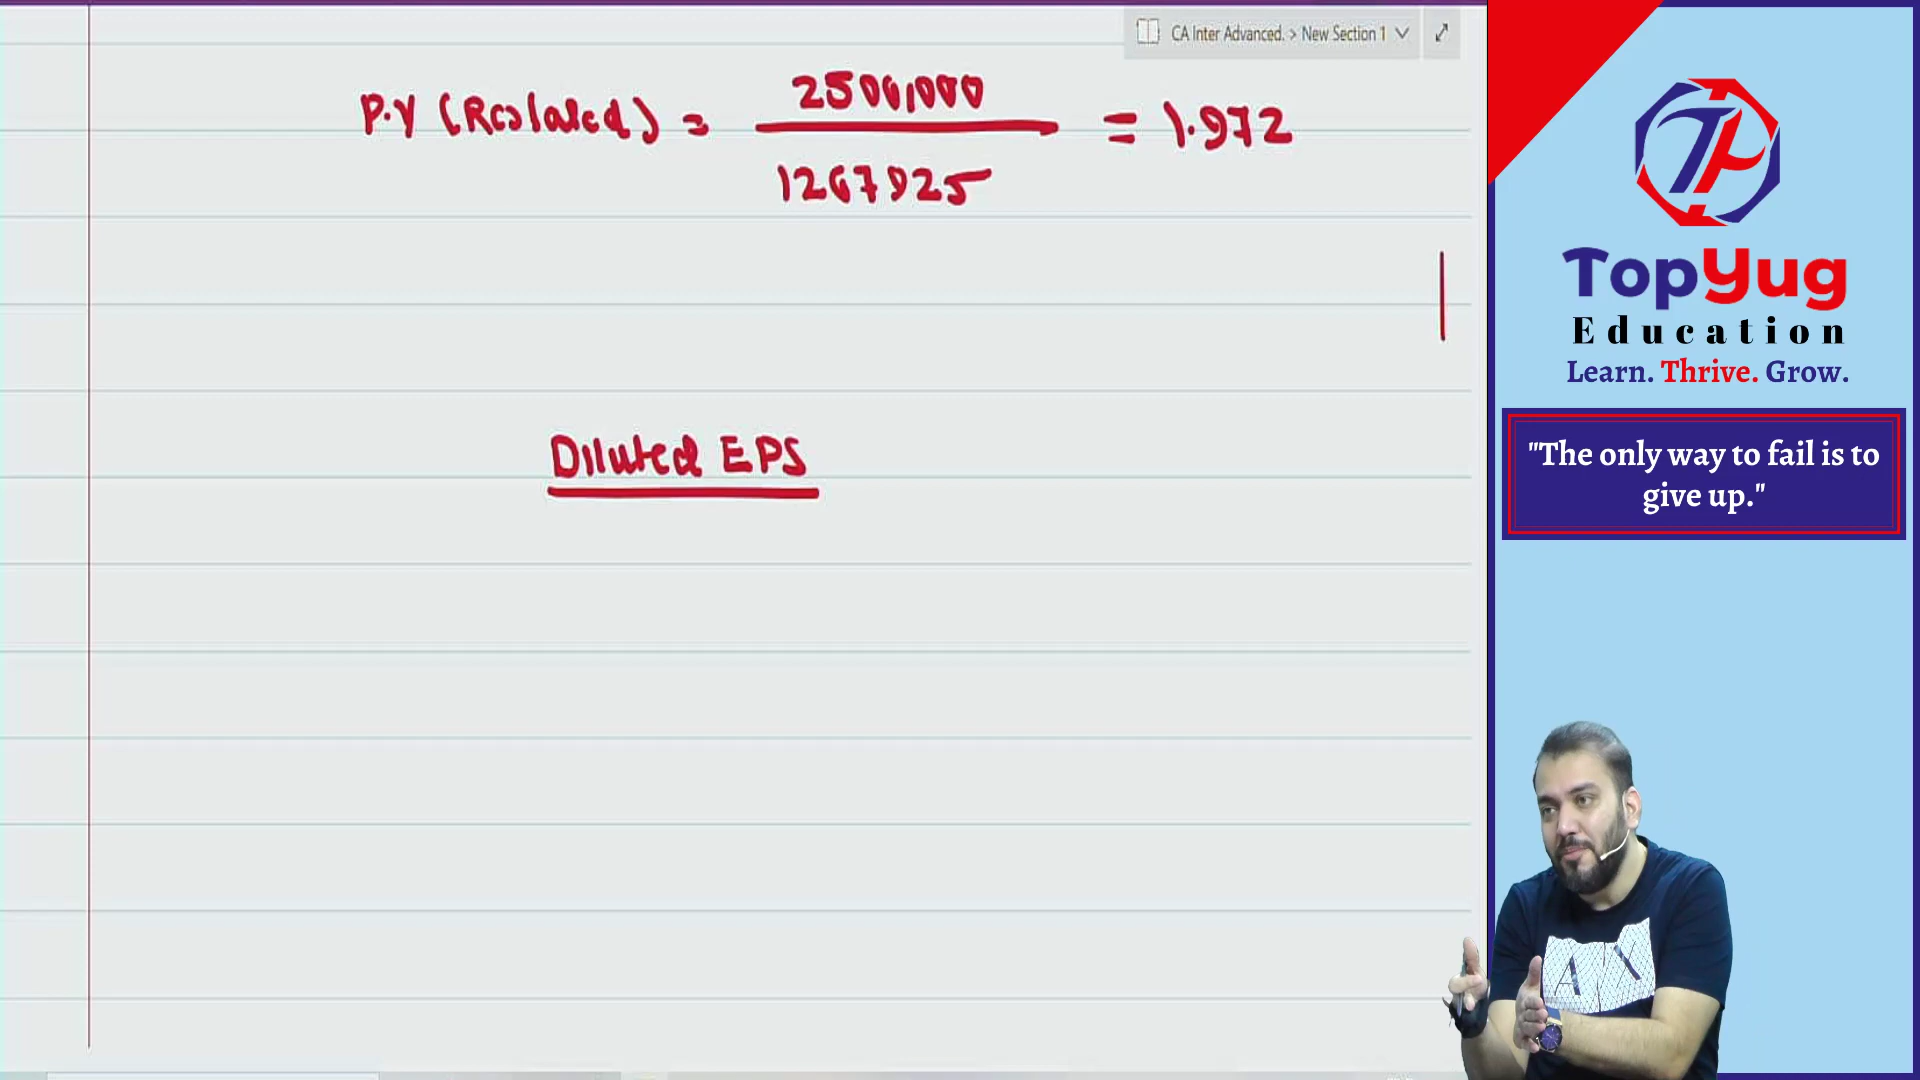 CA Inter Advanced. > New Section 1
P.Y (Restated) = 2500,000 / 1267925 = 1.972
Diluted EPS
TopYug
Education
Learn. Thrive. Grow.
"The only way to fail is to
give up."
AX